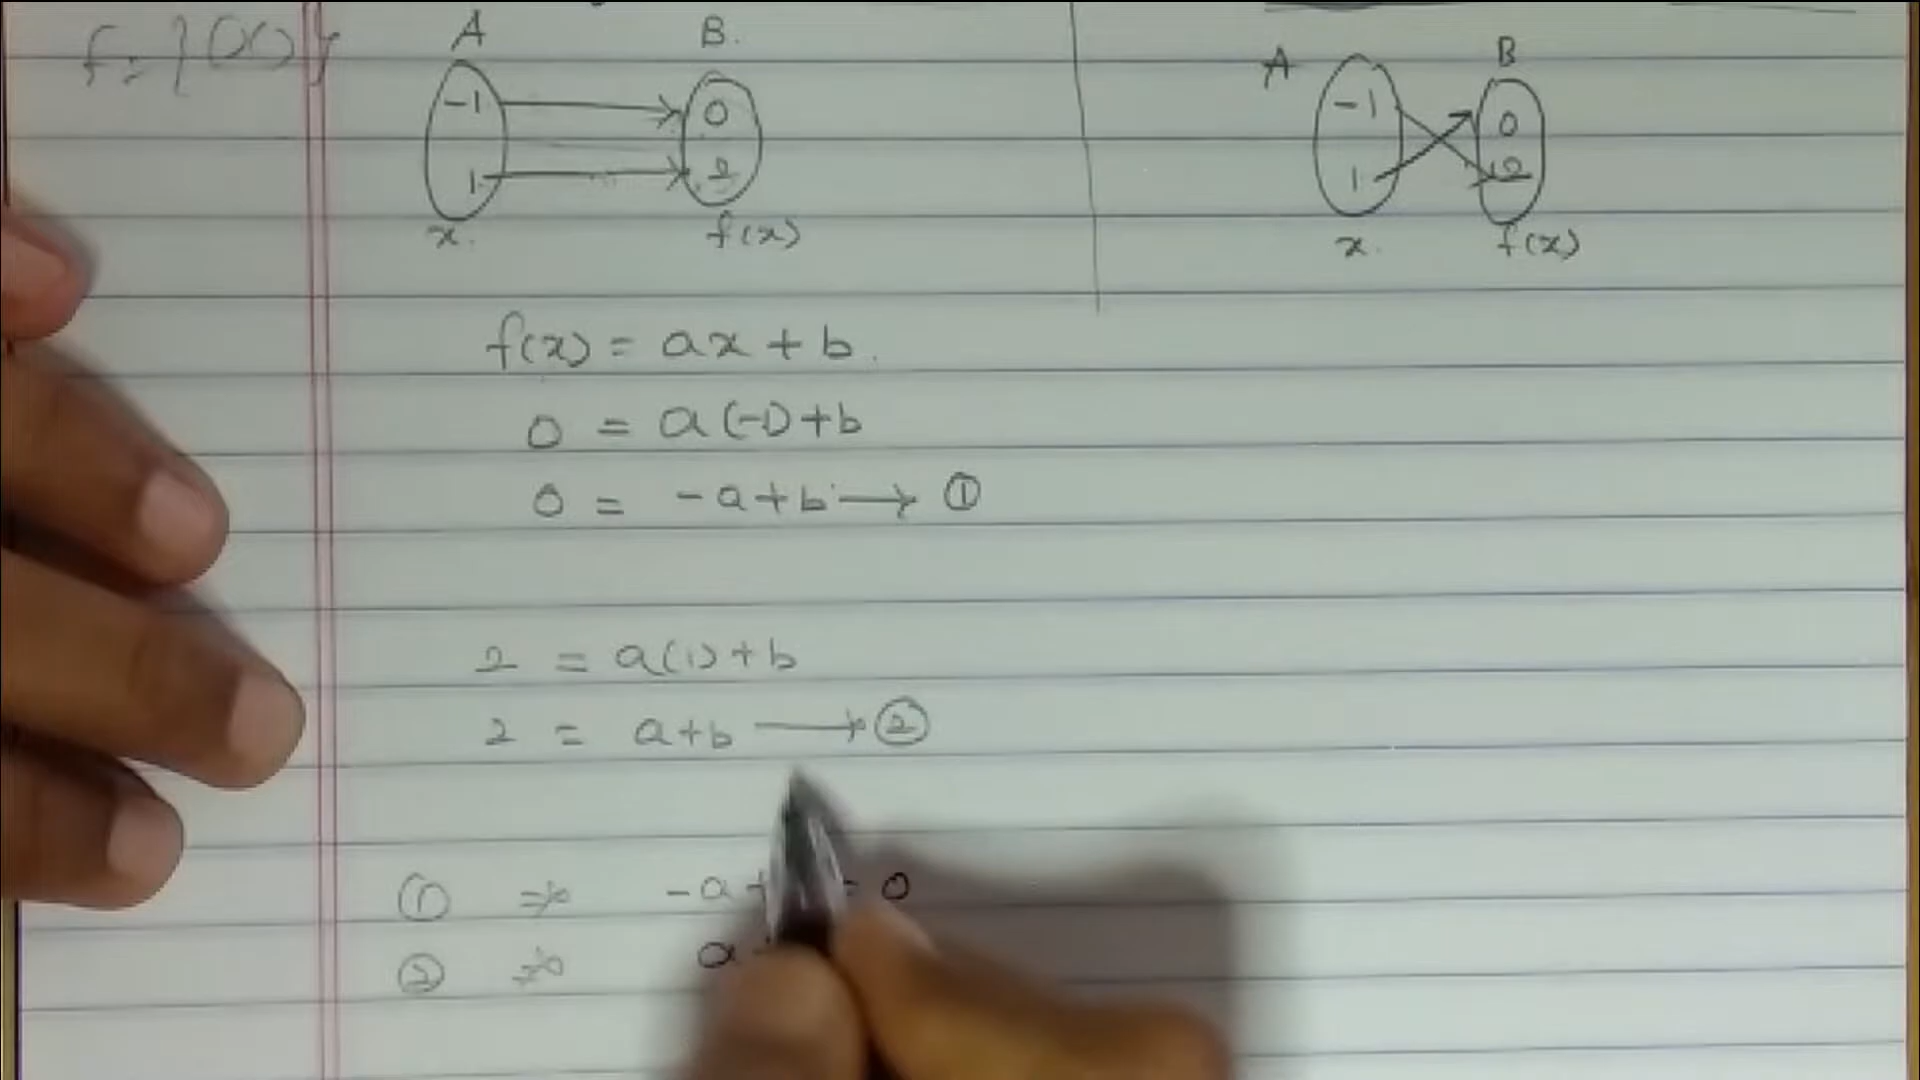 A B.
-1 0
1 2
x. f(x)
A B
-1 0
1 2
x. f(x)
f(x) = ax + b.
0 = a(-1)+b
0 = -a+b → ①
2 = a(1)+b
2 = a+b → ②
① ⇒ -a+ = 0
② ⇒ a